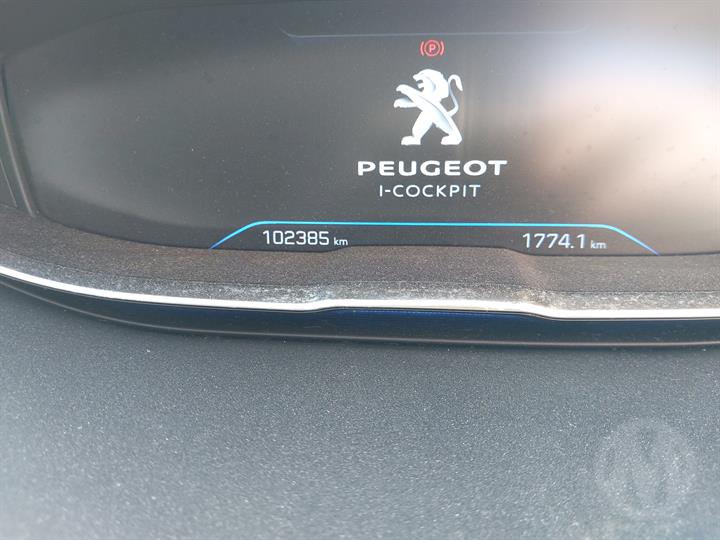 (P)
PEUGEOT
I-COCKPIT
102385 km 1774.1 km